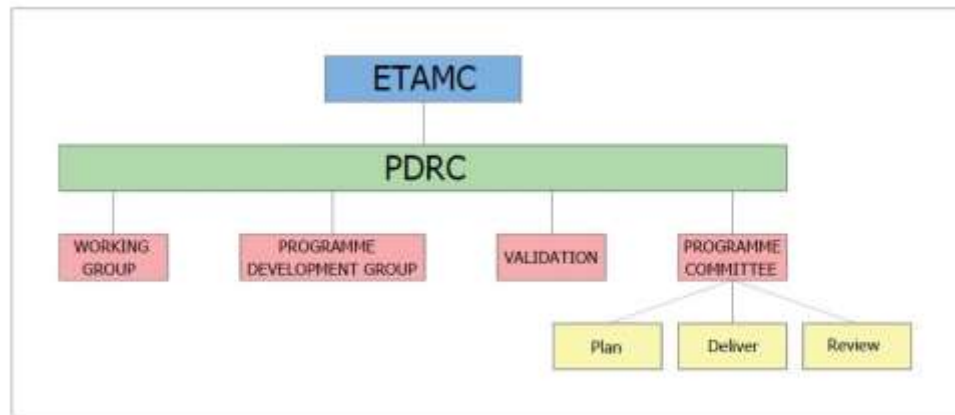 ETAMC
PDRC
WORKING
GROUP
PROGRAMME
DEVELOPMENT GROUP
VALIDATION
PROGRAMME
COMMITTEE
Plan
Deliver
Review